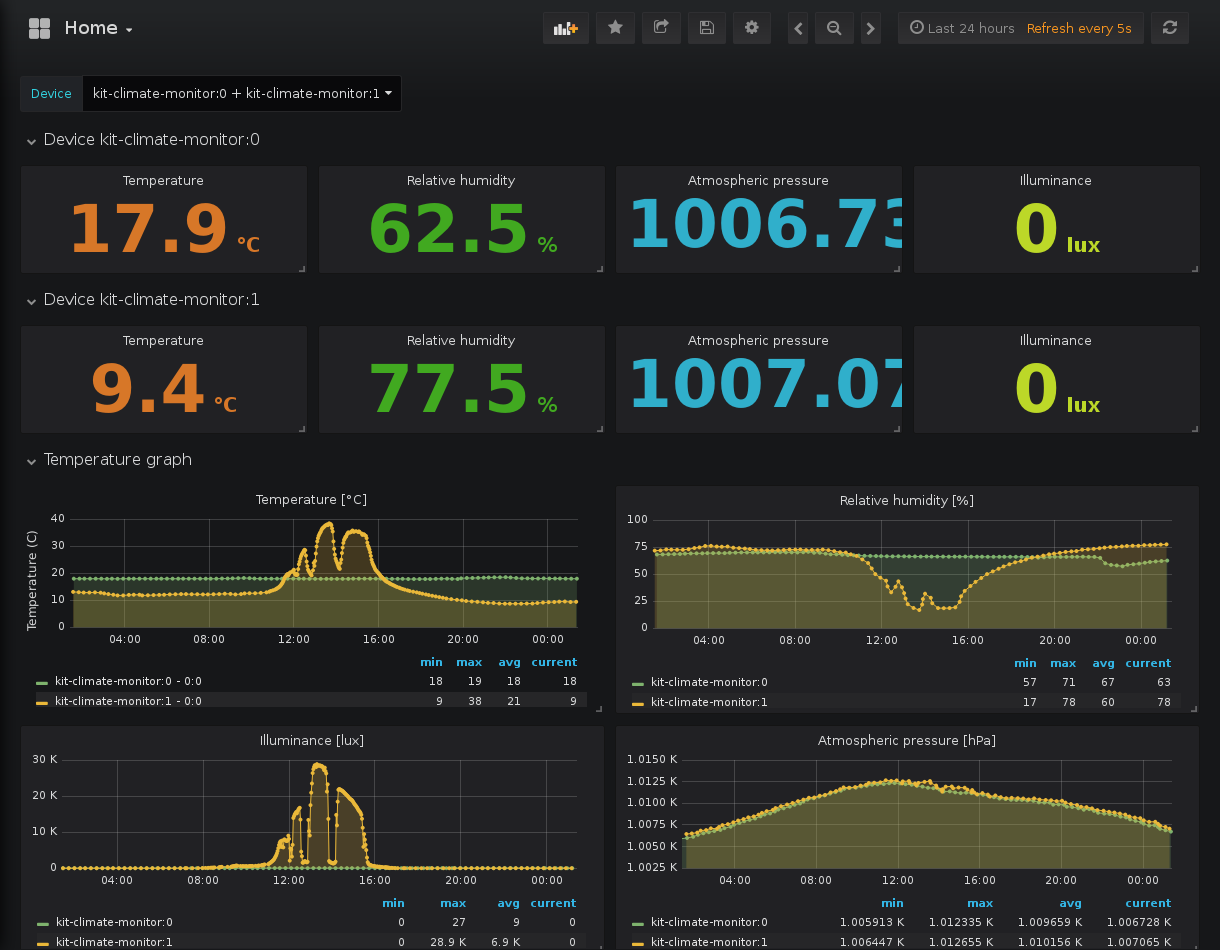 Home
Last 24 hours Refresh every 5s
Device kit-climate-monitor:0 + kit-climate-monitor:1
Device kit-climate-monitor:0
Temperature
17.9 °C
Relative humidity
62.5 %
Atmospheric pressure
1006.73
Illuminance
0 lux
Device kit-climate-monitor:1
Temperature
9.4 °C
Relative humidity
77.5 %
Atmospheric pressure
1007.07
Illuminance
0 lux
Temperature graph
Temperature [°C]
Temperature (C)
40
30
20
10
0
04:00 08:00 12:00 16:00 20:00 00:00
min max avg current
kit-climate-monitor:0 - 0:0 18 19 18 18
kit-climate-monitor:1 - 0:0 9 38 21 9
Relative humidity [%]
100
75
50
25
0
04:00 08:00 12:00 16:00 20:00 00:00
min max avg current
kit-climate-monitor:0 57 71 67 63
kit-climate-monitor:1 17 78 60 78
Illuminance [lux]
30 K
20 K
10 K
0
04:00 08:00 12:00 16:00 20:00 00:00
min max avg current
kit-climate-monitor:0 0 27 9 0
kit-climate-monitor:1 0 28.9 K 6.9 K 0
Atmospheric pressure [hPa]
1.0150 K
1.0125 K
1.0100 K
1.0075 K
1.0050 K
1.0025 K
04:00 08:00 12:00 16:00 20:00 00:00
min max avg current
kit-climate-monitor:0 1.005913 K 1.012335 K 1.009659 K 1.006728 K
kit-climate-monitor:1 1.006447 K 1.012655 K 1.010156 K 1.007065 K